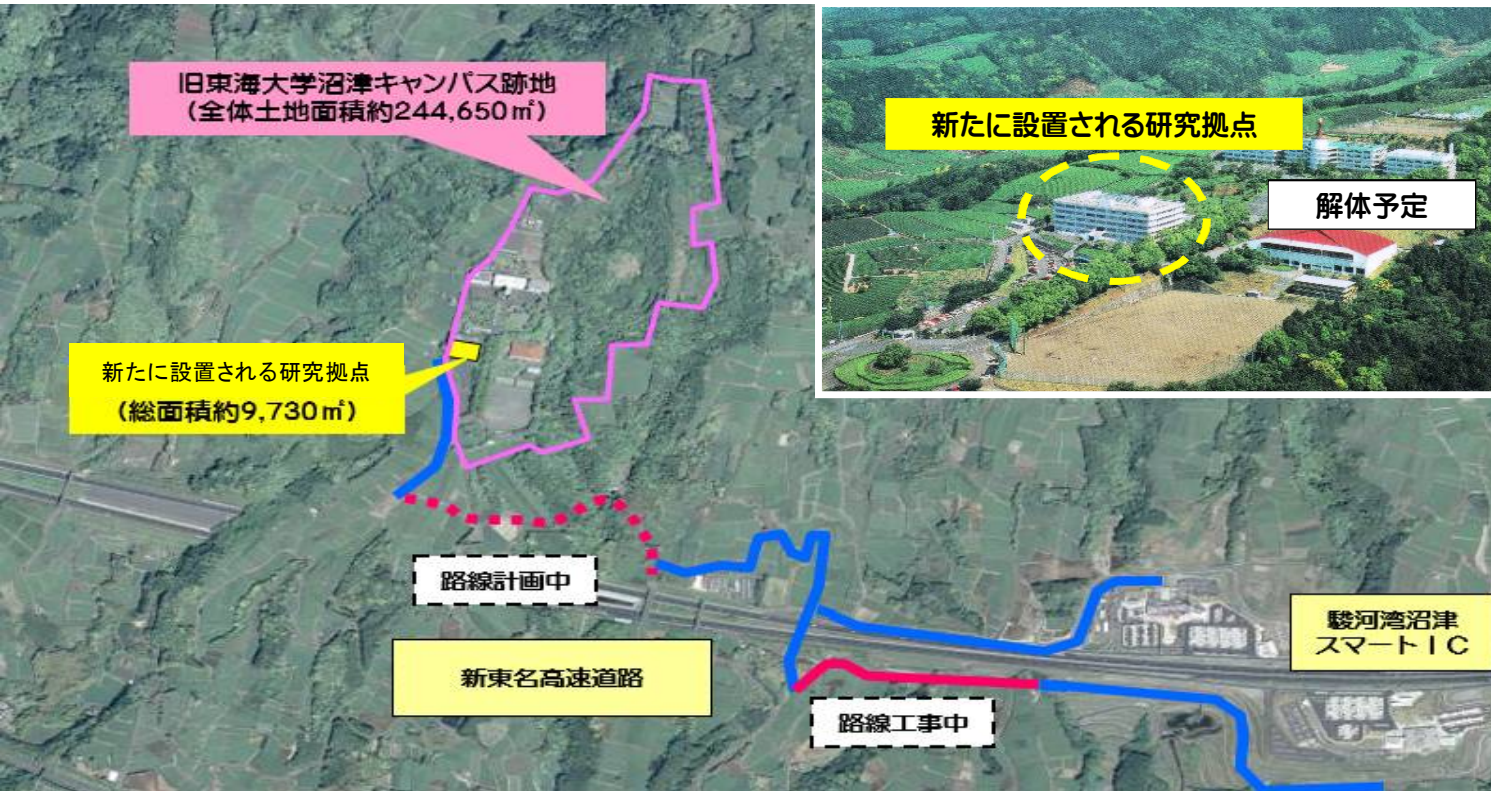 旧東海大学沼津キャンパス跡地
(全体土地面積約244,650㎡)
新たに設置される研究拠点
解体予定
新たに設置される研究拠点
(総面積約9,730㎡)
路線計画中
新東名高速道路
駿河湾沼津
スマートIC
路線工事中